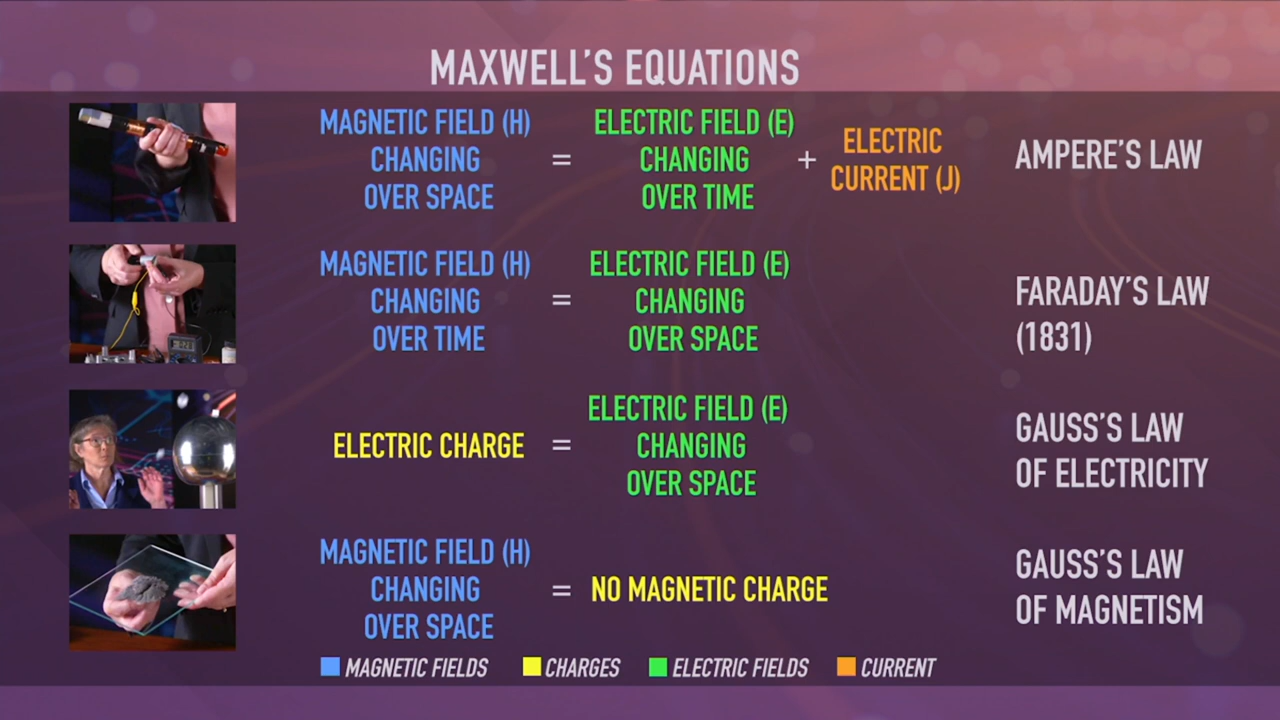 MAXWELL'S EQUATIONS
MAGNETIC FIELD (H)
CHANGING
OVER SPACE
=
ELECTRIC FIELD (E)
CHANGING
OVER TIME
+
ELECTRIC
CURRENT (J)
AMPERE'S LAW
MAGNETIC FIELD (H)
CHANGING
OVER TIME
=
ELECTRIC FIELD (E)
CHANGING
OVER SPACE
FARADAY'S LAW
(1831)
ELECTRIC CHARGE
=
ELECTRIC FIELD (E)
CHANGING
OVER SPACE
GAUSS'S LAW
OF ELECTRICITY
MAGNETIC FIELD (H)
CHANGING
OVER SPACE
=
NO MAGNETIC CHARGE
GAUSS'S LAW
OF MAGNETISM
MAGNETIC FIELDS
CHARGES
ELECTRIC FIELDS
CURRENT